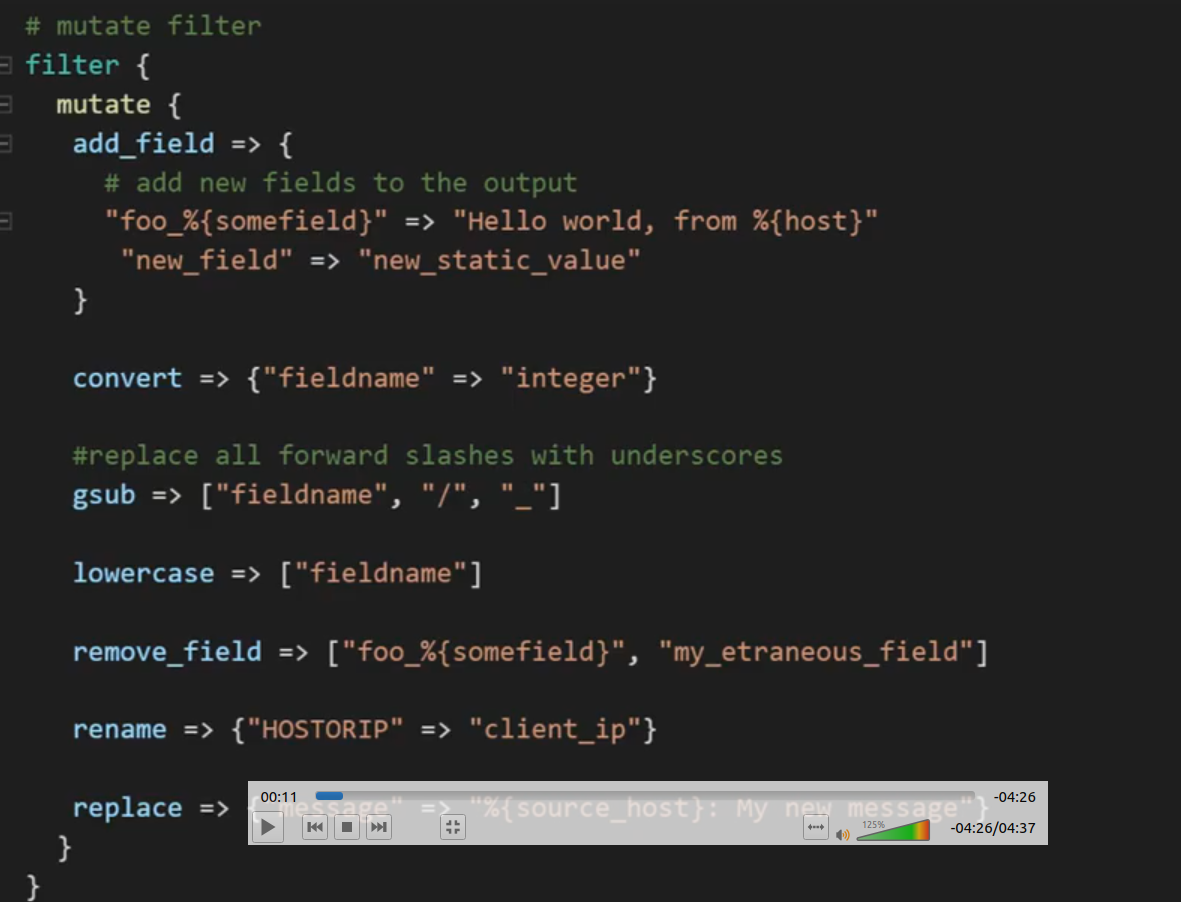 # mutate filter
filter {
mutate {
add_field => {
# add new fields to the output
"foo_%{somefield}" => "Hello world, from %{host}"
"new_field" => "new_static_value"
}
convert => {"fieldname" => "integer"}
#replace all forward slashes with underscores
gsub => ["fieldname", "/", "_"]
lowercase => ["fieldname"]
remove_field => ["foo_%{somefield}", "my_etraneous_field"]
rename => {"HOSTORIP" => "client_ip"}
replace => {"message" => "%{source_host}: My new message"}
00:11
-04:26
125%
-04:26/04:37
}
}